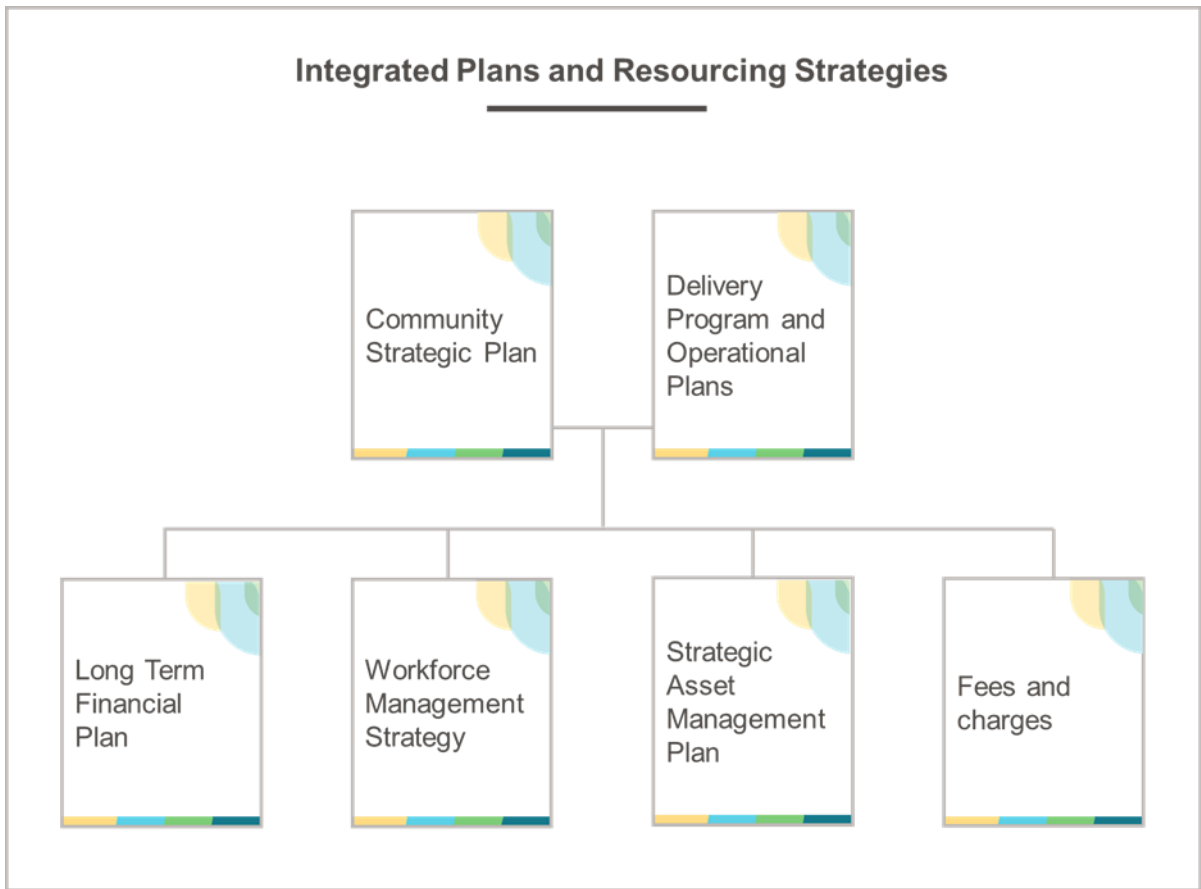 Integrated Plans and Resourcing Strategies
Community
Strategic Plan
Delivery
Program and
Operational
Plans
Long Term
Financial
Plan
Workforce
Management
Strategy
Strategic
Asset
Management
Plan
Fees and
charges